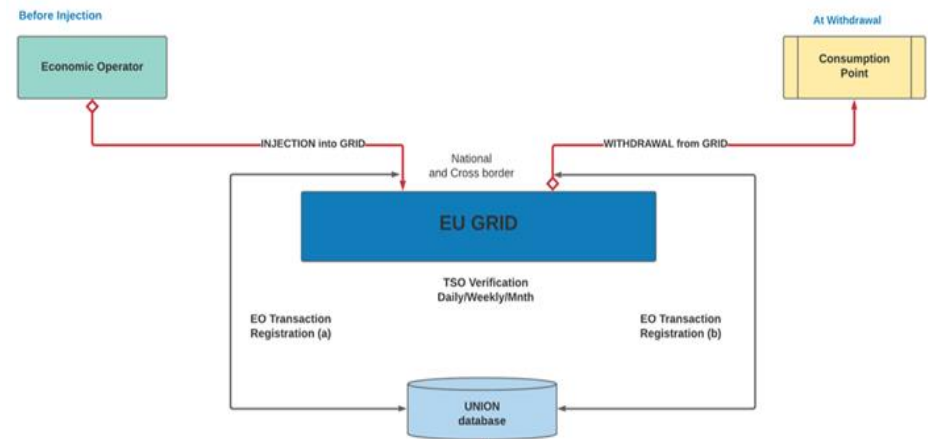 Before Injection
At Withdrawal
Economic Operator
Consumption
Point
INJECTION into GRID
WITHDRAWAL from GRID
National
and Cross border
EU GRID
TSO Verification
Daily/Weekly/Mnth
EO Transaction
Registration (a)
EO Transaction
Registration (b)
UNION
database